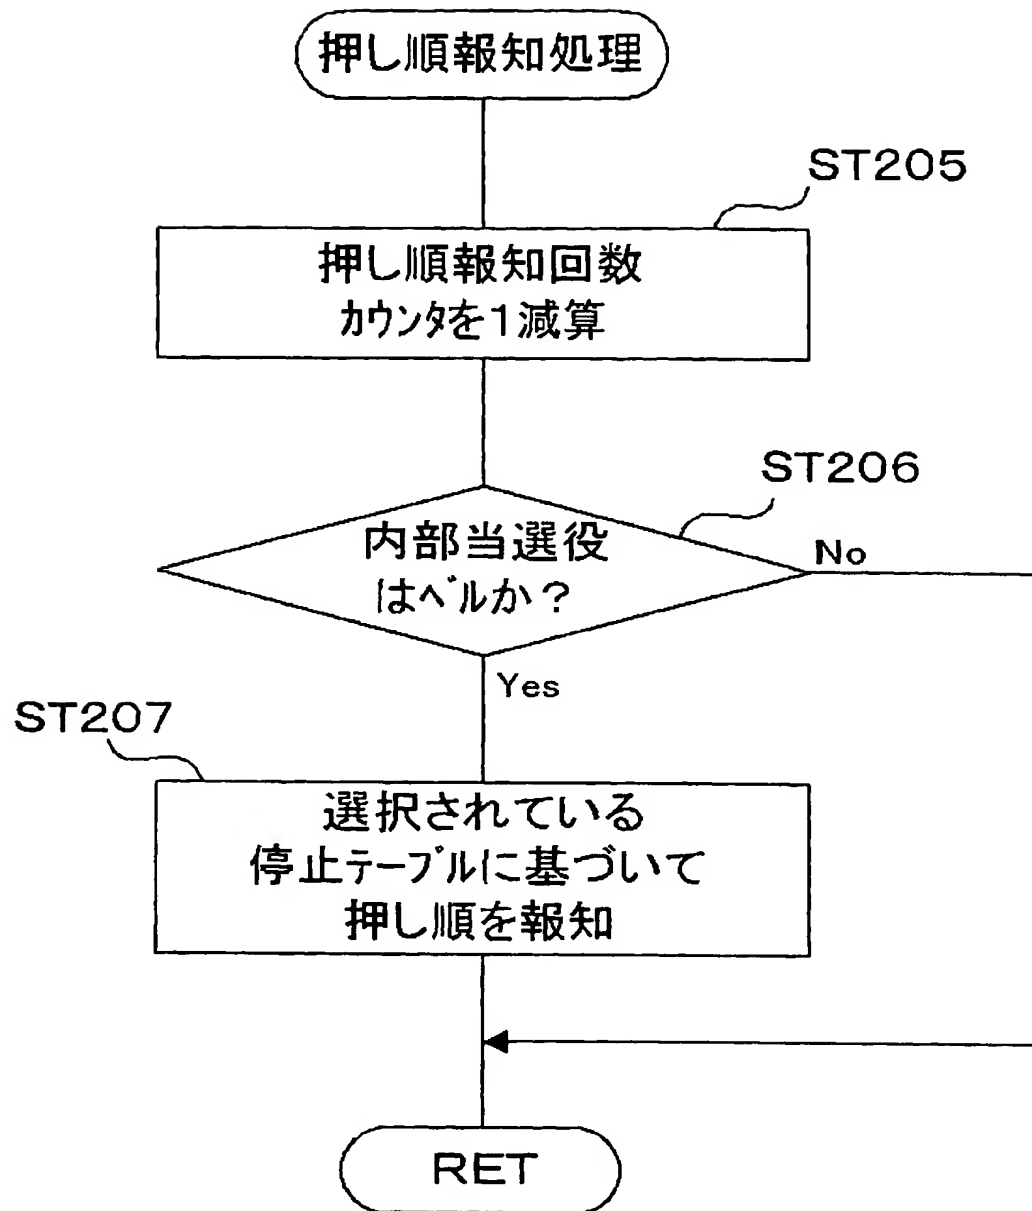 押し順報知処理
ST205
押し順報知回数
ｶｳﾝﾀを１減算
ST206
内部当選役
はﾍﾞﾙか？
No
Yes
ST207
選択されている
停止ﾃｰﾌﾞﾙに基づいて
押し順を報知
RET